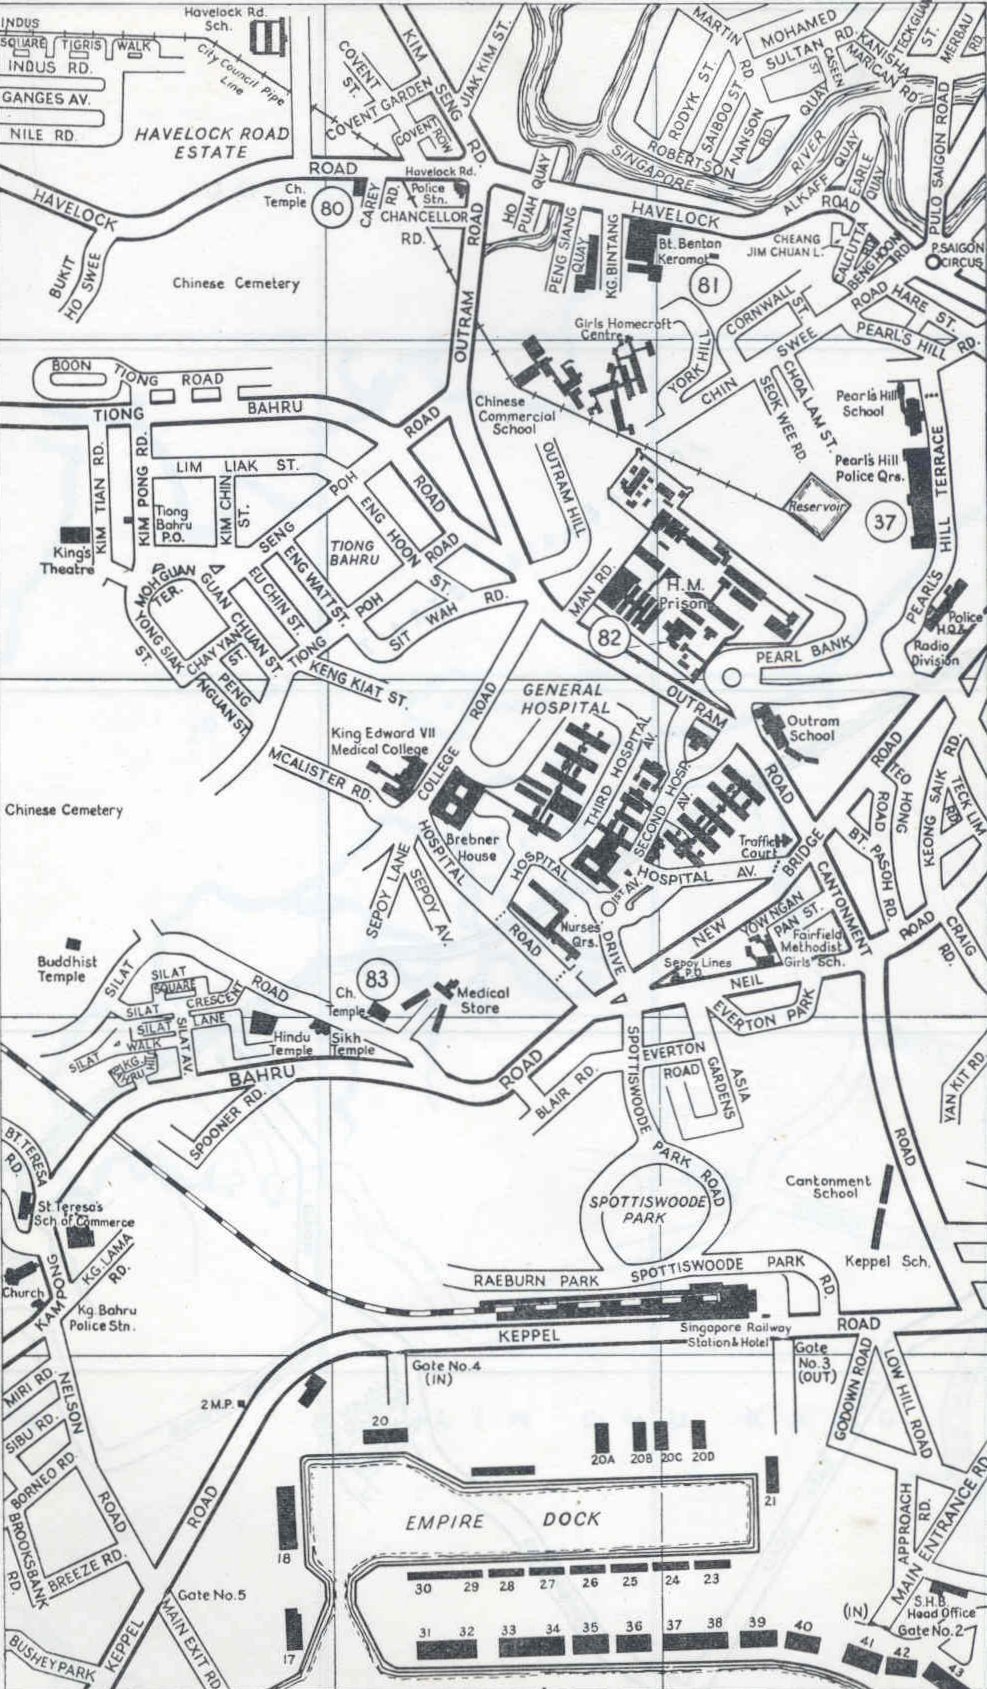 INDUS
SQUARE
TIGRIS
WALK
INDUS RD.
GANGES AV.
NILE RD.
Havelock Rd.
Sch.
City Council Pipe
Line
HAVELOCK ROAD
ESTATE
COVENT
ST.
COVENT GARDEN
COVENT
ROW
KIM SENG RD.
JIAK KIM ST.
MARTIN
RD
MOHAMED
SULTAN RD.
RODYK ST.
SAIBOO ST
NANSON
RD.
ROBERTSON
QUAY
CASEEN
ST
MARICAN RD
KANISHA
ST.
MERBAU
RD.
PULO SAIGON ROAD
SINGAPORE
RIVER
ALKAFF
QUAY
EARLE
QUAY
HAVELOCK
ROAD
Ch.
Temple
80
CAREY
RD.
Havelock Rd.
Police
Stn.
CHANCELLOR
RD.
HO
PUAH
QUAY
PENG SIANG
QUAY
KG. BINTANG
HAVELOCK
ROAD
Bt. Benton
Keramat
81
CHEANG
JIM CHUAN L.
CALCUTTA
RD.
BENG HOON
RD.
P. SAIGON
CIRCUS
BUKIT
HO SWEE
Chinese Cemetery
OUTRAM
ROAD
Girls Homecraft
Centre
YORK HILL
CORNWALL
ST.
CHIN
SWEE
ROAD
HARE ST.
PEARL'S HILL
RD.
CHOA LAM ST.
SEOK WEE RD.
BOON
TIONG
ROAD
TIONG
BAHRU
ROAD
Chinese
Commercial
School
Pearl's Hill
School
Pearl's Hill
Police Qrs.
37
Reservoir
PEARL'S
HILL
TERRACE
KIM TIAN RD.
KIM PONG RD.
LIM LIAK ST.
KIM CHIN
ST.
Tiong
Bahru
P.O.
King's
Theatre
SENG
POH
ROAD
ENG HOON
ST.
TIONG
BAHRU
ENG WATT ST.
EU CHIN ST.
TIONG
POH
ROAD
SIT WAH RD.
OUTRAM HILL
MAN RD.
H.M.
Prison
82
MOH GUAN
TER.
GUAN
CHUAN ST.
YONG SIAK
ST.
CHAY YAN
ST.
PENG
NGUAN ST.
KENG KIAT ST.
PEARL BANK
Police
H.Q.&
Radio
Division
OUTRAM
ROAD
Outram
School
GENERAL
HOSPITAL
King Edward VII
Medical College
MCALISTER RD.
COLLEGE
ROAD
Brebner
House
THIRD HOSPITAL
AV.
SECOND HOSP.
AV.
1ST AV.
HOSPITAL AV.
Traffic
Court
TEO HONG
ROAD
BT. PASOH RD.
KEONG SAIK
RD.
TECK LIM
RD.
Chinese Cemetery
SEPOY LANE
SEPOY
AV.
HOSPITAL
ROAD
HOSPITAL
DRIVE
Nurses
Qrs.
NEW
BRIDGE
ROAD
YOW NGAN
PAN ST.
Fairfield
Methodist
Girls' Sch.
Sepoy Lines
P.O.
CANTONMENT
ROAD
NEIL
ROAD
CRAIG
RD.
EVERTON PARK
Buddhist
Temple
SILAT
ROAD
SILAT
SQUARE
SILAT
CRESCENT
SILAT
LANE
SILAT
WALK
SILAT AV.
KG.
BAHRU
HILL
83
Ch.
Temple
Medical
Store
Hindu
Temple
Sikh
Temple
BAHRU
ROAD
SPOONER RD.
BLAIR RD.
SPOTTISWOODE
PARK ROAD
EVERTON
ROAD
ASIA
GARDENS
YAN KIT RD.
BT. TERESA
RD.
St. Teresa's
Sch. of Commerce
KG. LAMA
RD.
Church
KAMPONG
Kg. Bahru
Police Stn.
SPOTTISWOODE
PARK
Cantonment
School
Keppel Sch.
RAEBURN PARK
SPOTTISWOODE PARK
RD.
Singapore Railway
Station & Hotel
KEPPEL
ROAD
Gate No.4
(IN)
Gate
No.3
(OUT)
GODOWN ROAD
LOW HILL ROAD
2 M.P.
MIRI RD.
SIBU RD.
BORNEO RD.
BROOKSBANK
RD.
BREEZE RD.
NELSON
ROAD
KEPPEL
ROAD
BUSHEY PARK
Gate No.5
MAIN EXIT RD.
20
20A
20B
20C
20D
21
EMPIRE DOCK
18
17
30
29
28
27
26
25
24
23
31
32
33
34
35
36
37
38
39
40
41
42
43
APPROACH
RD.
MAIN ENTRANCE RD.
(IN)
S.H.B.
Head Office
Gate No.2